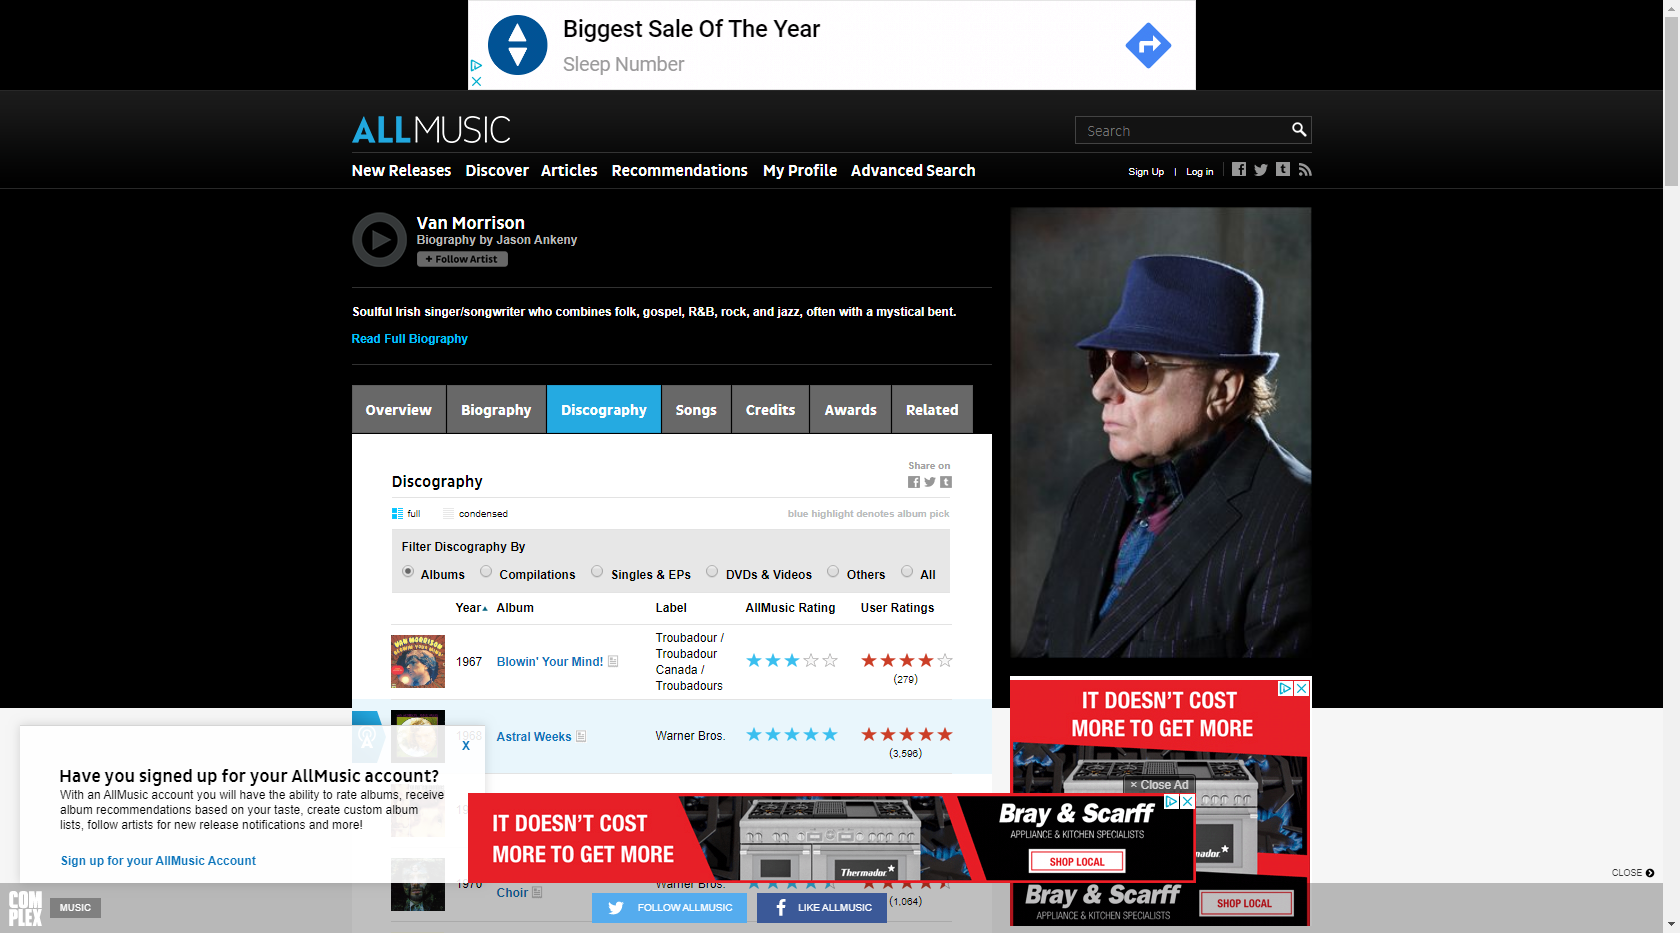 Biggest Sale Of The Year
Sleep Number
ALLMUSIC
Search
New Releases Discover Articles Recommendations My Profile Advanced Search
Sign Up | Log in
Van Morrison
Biography by Jason Ankeny
+ Follow Artist
Soulful Irish singer/songwriter who combines folk, gospel, R&B, rock, and jazz, often with a mystical bent.
Read Full Biography
Overview Biography Discography Songs Credits Awards Related
Share on
Discography
full condensed blue highlight denotes album pick
Filter Discography By
Albums Compilations Singles & EPs DVDs & Videos Others All
Year Album Label AllMusic Rating User Ratings
VAN MORRISON
BLOWIN' YOUR MIND!
1967 Blowin' Your Mind!
Troubadour /
Troubadour
Canada /
Troubadours
(279)
1968 Astral Weeks Warner Bros.
(3,596)
1970 Choir Warner Bros.
(1,064)
X
Have you signed up for your AllMusic account?
With an AllMusic account you will have the ability to rate albums, receive
album recommendations based on your taste, create custom album
lists, follow artists for new release notifications and more!
Sign up for your AllMusic Account
× Close Ad
IT DOESN'T COST
MORE TO GET MORE
Thermador
Bray & Scarff
APPLIANCE & KITCHEN SPECIALISTS
SHOP LOCAL
IT DOESN'T COST
MORE TO GET MORE
nador.
Bray & Scarff
APPLIANCE & KITCHEN SPECIALISTS
SHOP LOCAL
CLOSE
COMPLEX
MUSIC
FOLLOW ALLMUSIC
LIKE ALLMUSIC